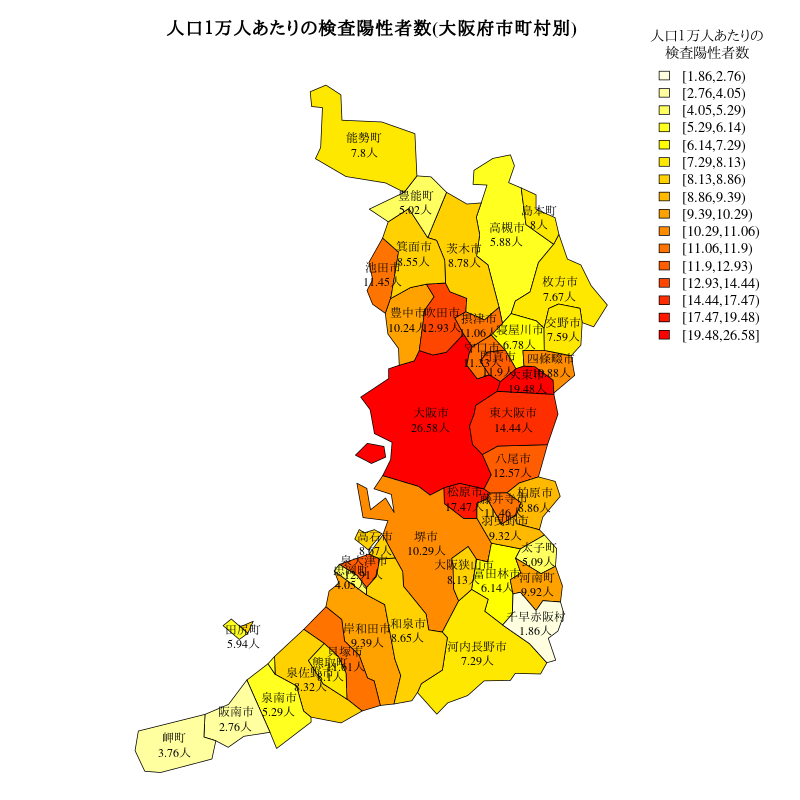 人口1万人あたりの検査陽性者数(大阪府市町村別)
人口1万人あたりの
検査陽性者数
[1.86,2.76)
[2.76,4.05)
[4.05,5.29)
[5.29,6.14)
[6.14,7.29)
[7.29,8.13)
[8.13,8.86)
[8.86,9.39)
[9.39,10.29)
[10.29,11.06)
[11.06,11.9)
[11.9,12.93)
[12.93,14.44)
[14.44,17.47)
[17.47,19.48)
[19.48,26.58]
能勢町
7.8人
豊能町
5.02人
島本町
8人
高槻市
5.88人
箕面市
8.55人
茨木市
8.78人
池田市
11.45人
枚方市
7.67人
豊中市
10.24人
吹田市
12.93人
摂津市
11.06人
寝屋川市
6.78人
交野市
7.59人
守口市
11.53人
門真市
11.9人
四條畷市
10.88人
大東市
19.48人
大阪市
26.58人
東大阪市
14.44人
八尾市
12.57人
松原市
17.47人
藤井寺市
11.46人
柏原市
8.86人
羽曳野市
9.32人
高石市
堺市
10.29人
泉大津市
4.05人
大阪狭山市
8.13人
富田林市
6.14人
太子町
5.09人
河南町
9.92人
千早赤阪村
1.86人
田尻町
5.94人
岸和田市
9.39人
和泉市
8.65人
貝塚市
11.61人
熊取町
8.1人
河内長野市
7.29人
泉佐野市
8.32人
泉南市
5.29人
阪南市
2.76人
岬町
3.76人